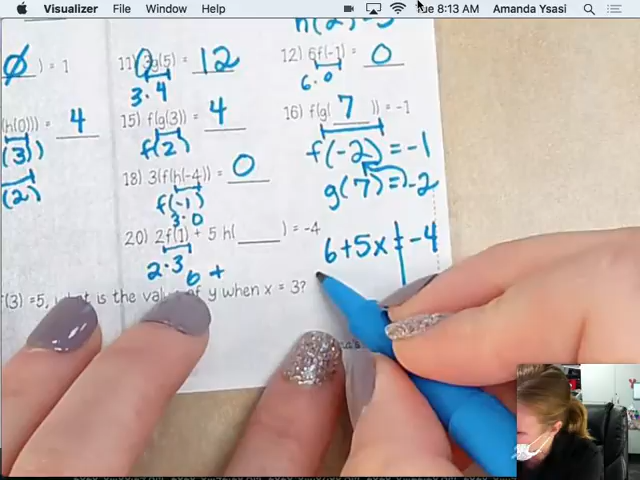 Visualizer File Window Help Tue 8:13 AM Amanda Ysasi
h(2)
Ø ) = 1
11) 3g(5) = 12
3·4
12) 6f(-1) = 0
6·0
(h(0))) = 4
(3))
(2)
15) f(g(3)) = 4
f(2)
16) f(g( 7 )) = -1
f(-2) = -1
g(7) = -2
18) 3(f(h(-4)) = 0
f(-1)
3·0
20) 2f(1) + 5 h( ) = -4
2·3
6 +
6+5x = -4
f(3) =5, what is the value of y when x = 3?